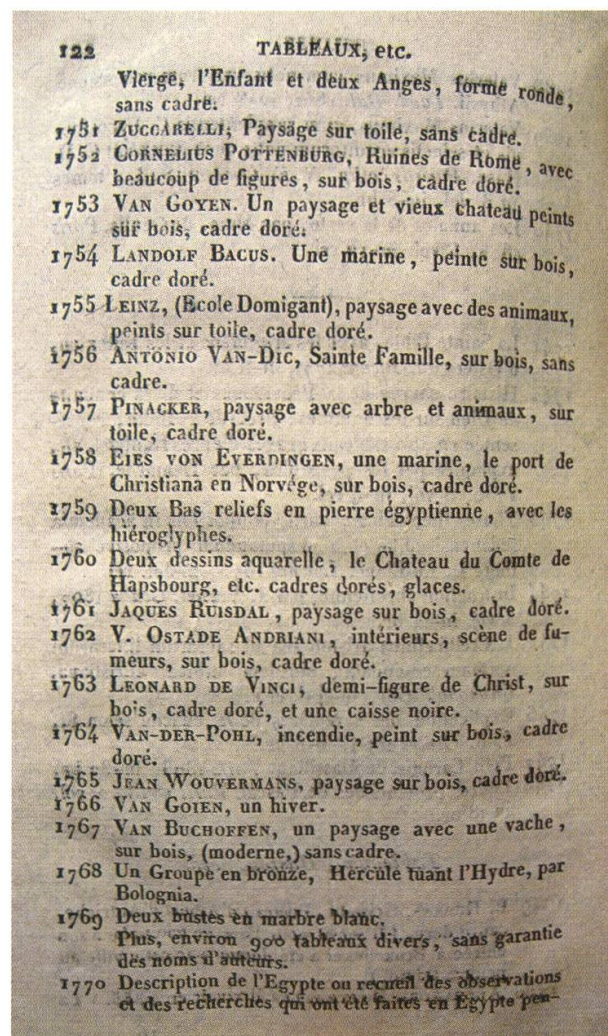 122 TABLEAUX, etc.
Vierge, l'Enfant et deux Anges, forme ronde,
sans cadre.
1751 ZUCCARELLI, Paysage sur toile, sans cadre.
1752 CORNELIUS POTTENBURG, Ruines de Rome, avec
beaucoup de figures, sur bois, cadre doré.
1753 VAN GOYEN. Un paysage et vieux chateau peints
sur bois, cadre doré.
1754 LANDOLF BACUS. Une marine, peinte sur bois,
cadre doré.
1755 LEINZ, (Ecole Domigant), paysage avec des animaux,
peints sur toile, cadre doré.
1756 ANTONIO VAN-DIC, Sainte Famille, sur bois, sans
cadre.
1757 PINACKER, paysage avec arbre et animaux, sur
toile, cadre doré.
1758 EIES VON EVERDINGEN, une marine, le port de
Christiana en Norvége, sur bois, cadre doré.
1759 Deux Bas reliefs en pierre égyptienne, avec les
hiéroglyphes.
1760 Deux dessins aquarelle, le Chateau du Comte de
Hapsbourg, etc. cadres dorés, glaces.
1761 JAQUES RUISDAL, paysage sur bois, cadre doré.
1762 V. OSTADE ANDRIANI, intérieurs, scène de fu-
meurs, sur bois, cadre doré.
1763 LEONARD DE VINCI, demi-figure de Christ, sur
bois, cadre doré, et une caisse noire.
1764 VAN-DER-POHL, incendie, peint sur bois, cadre
doré.
1765 JEAN WOUVERMANS, paysage sur bois, cadre doré.
1766 VAN GOIEN, un hiver.
1767 VAN BUCHOFFEN, un paysage avec une vache,
sur bois, (moderne,) sans cadre.
1768 Un Groupe en bronze, Hercule tuant l'Hydre, par
Bolognia.
1769 Deux bustes en marbre blanc.
Plus, environ 900 tableaux divers, sans garantie
des noms d'auteurs.
1770 Description de l'Egypte ou recueil des observations
et des recherches qui ont été faites en Egypte pen-